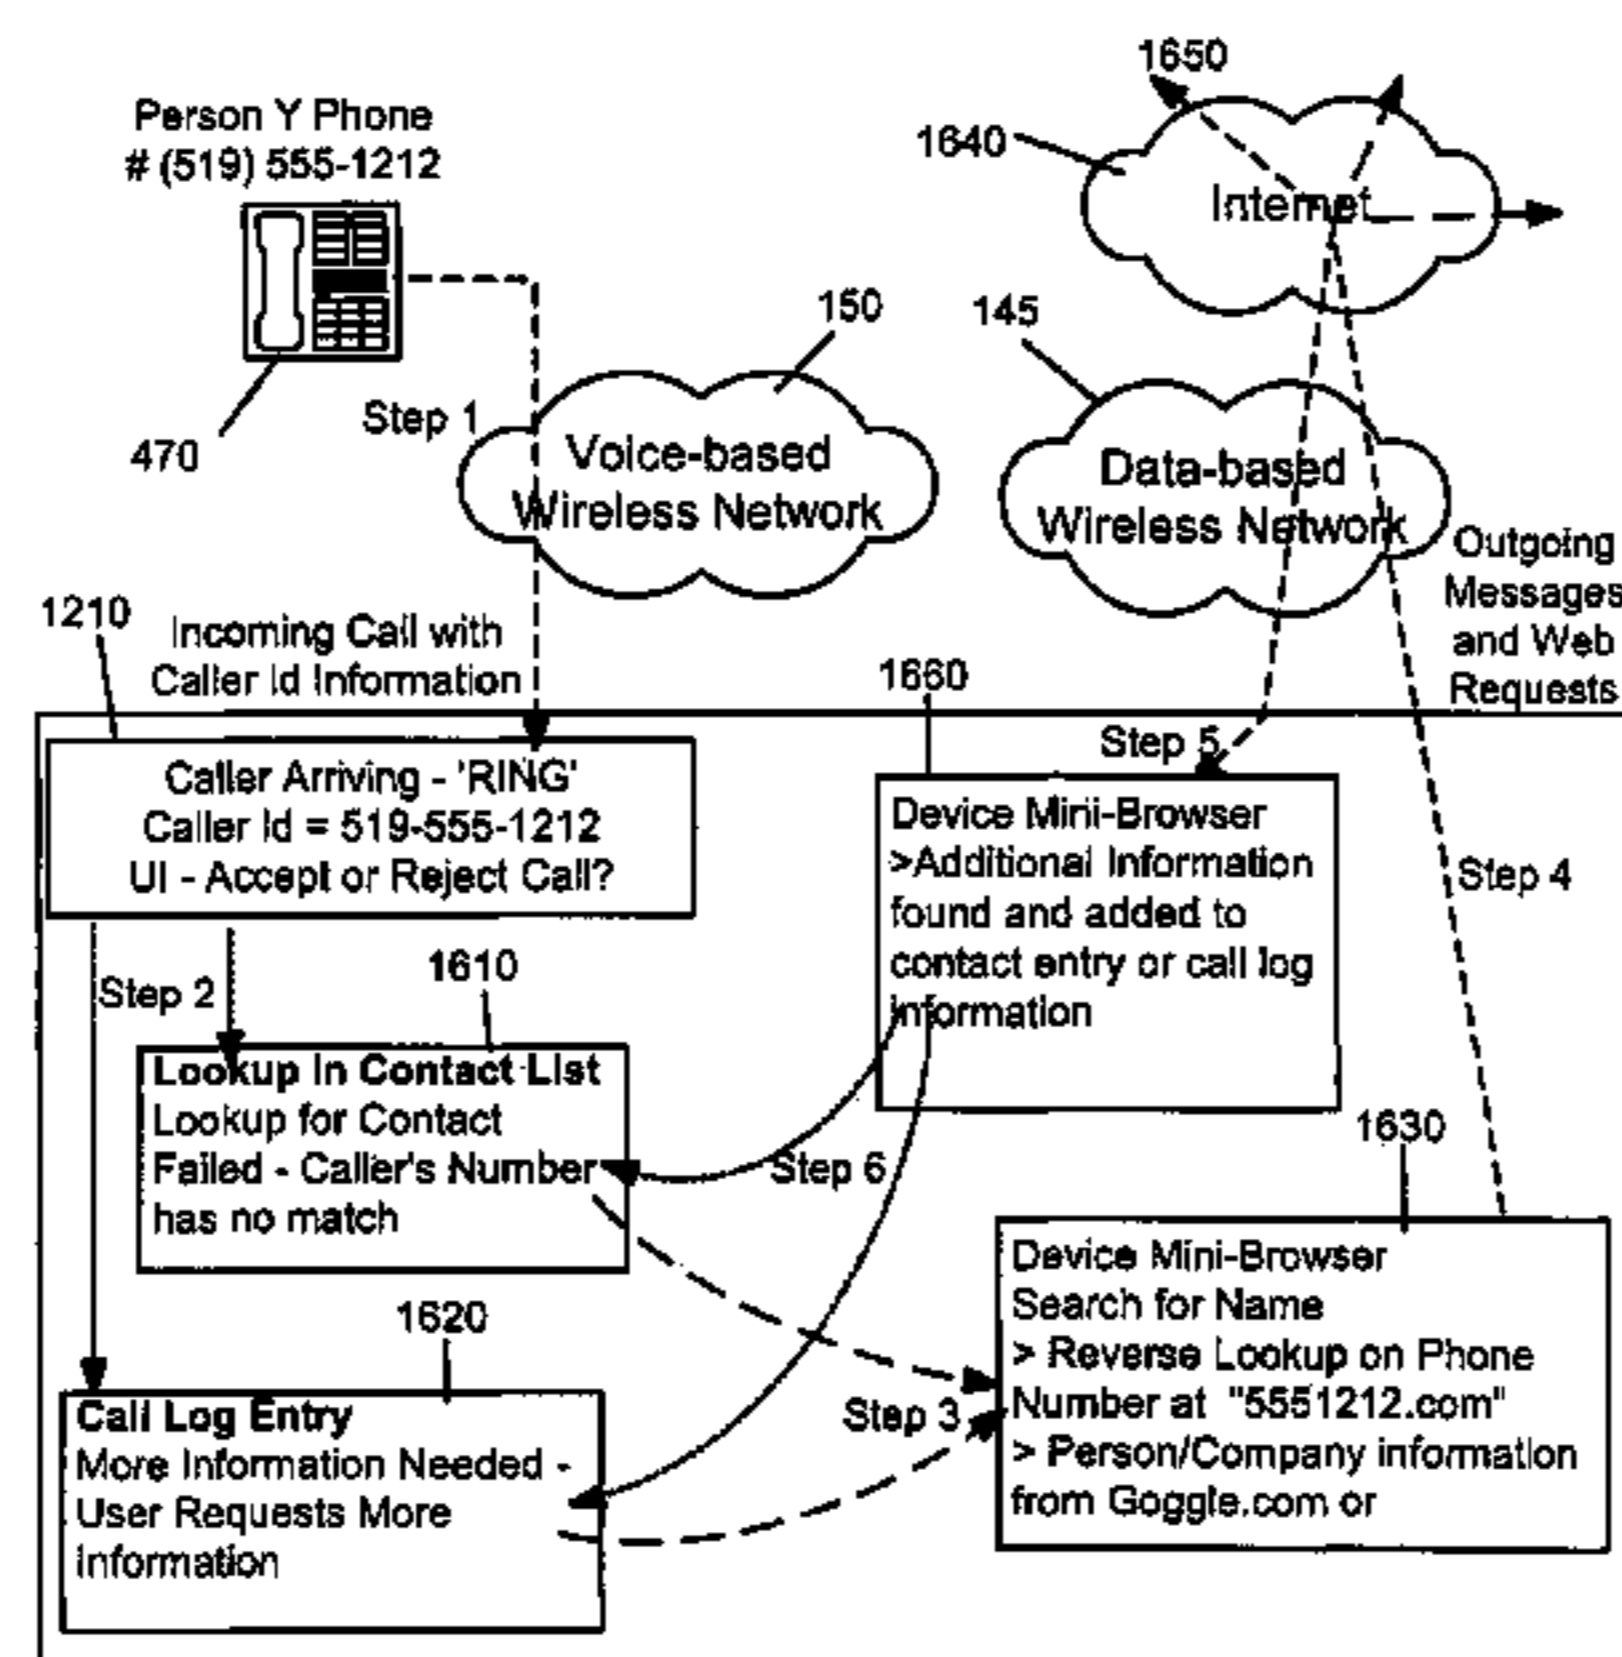 1650
Person Y Phone
# (519) 555-1212
1640
Internet
150
145
Step 1
470
Voice-based
Wireless Network
Data-based
Wireless Network
Outgoing
Messages
and Web
Requests
1210
Incoming Call with
Caller Id Information
1660
Step 5
Caller Arriving - 'RING'
Caller Id = 519-555-1212
UI - Accept or Reject Call?
Device Mini-Browser
>Additional Information
found and added to
contact entry or call log
information
Step 4
Step 2
1610
Lookup in Contact List
Lookup for Contact
Failed - Caller's Number
has no match
Step 6
1630
Device Mini-Browser
Search for Name
> Reverse Lookup on Phone
Number at "5551212.com"
> Person/Company information
from Goggle.com or
1620
Step 3
Call Log Entry
More Information Needed -
User Requests More
Information